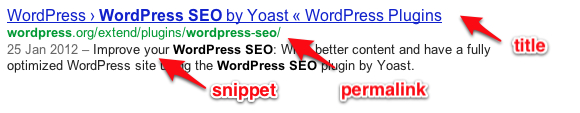 WordPress › WordPress SEO by Yoast « WordPress Plugins
title
wordpress.org/extend/plugins/wordpress-seo/
25 Jan 2012 – Improve your WordPress SEO: better content and have a fully
optimized WordPress site the WordPress SEO plugin by Yoast.
snippet
permalink